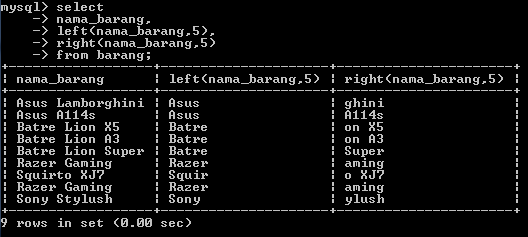 mysql> select
    -> nama_barang,
    -> left(nama_barang,5),
    -> right(nama_barang,5)
    -> from barang;
+------------------+---------------------+----------------------+
| nama_barang      | left(nama_barang,5) | right(nama_barang,5) |
+------------------+---------------------+----------------------+
| Asus Lamborghini | Asus                | ghini                |
| Asus A114s       | Asus                | A114s                |
| Batre Lion X5    | Batre               | on X5                |
| Batre Lion A3    | Batre               | on A3                |
| Batre Lion Super | Batre               | Super                |
| Razer Gaming     | Razer               | aming                |
| Squirto XJ7      | Squir               | o XJ7                |
| Razer Gaming     | Razer               | aming                |
| Sony Stylush     | Sony                | ylush                |
+------------------+---------------------+----------------------+
9 rows in set (0.00 sec)